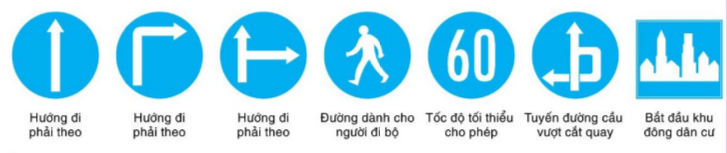 60
Hướng đi
phải theo
Hướng đi
phải theo
Hướng đi
phải theo
Đường dành cho
người đi bộ
Tốc độ tối thiểu
cho phép
Tuyến đường cầu
vượt cắt quay
Bắt đầu khu
đông dân cư